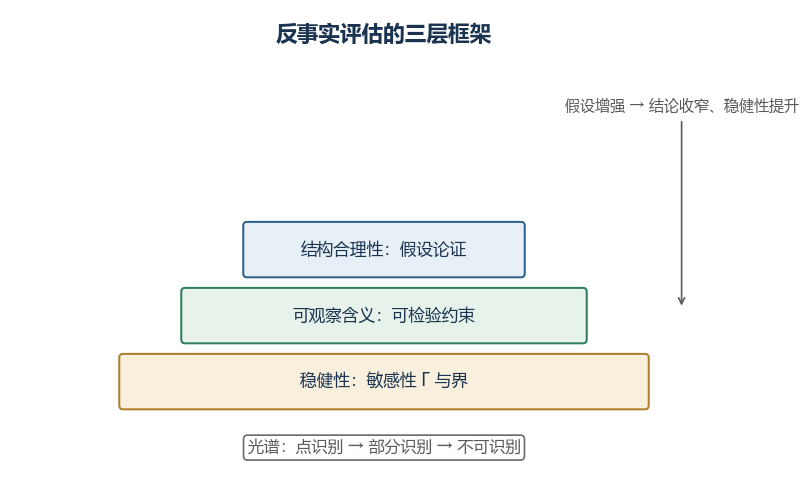 反事实评估的三层框架
假设增强 → 结论收窄、稳健性提升
结构合理性：假设论证
可观察含义：可检验约束
稳健性：敏感性 Γ 与界
光谱：点识别 → 部分识别 → 不可识别